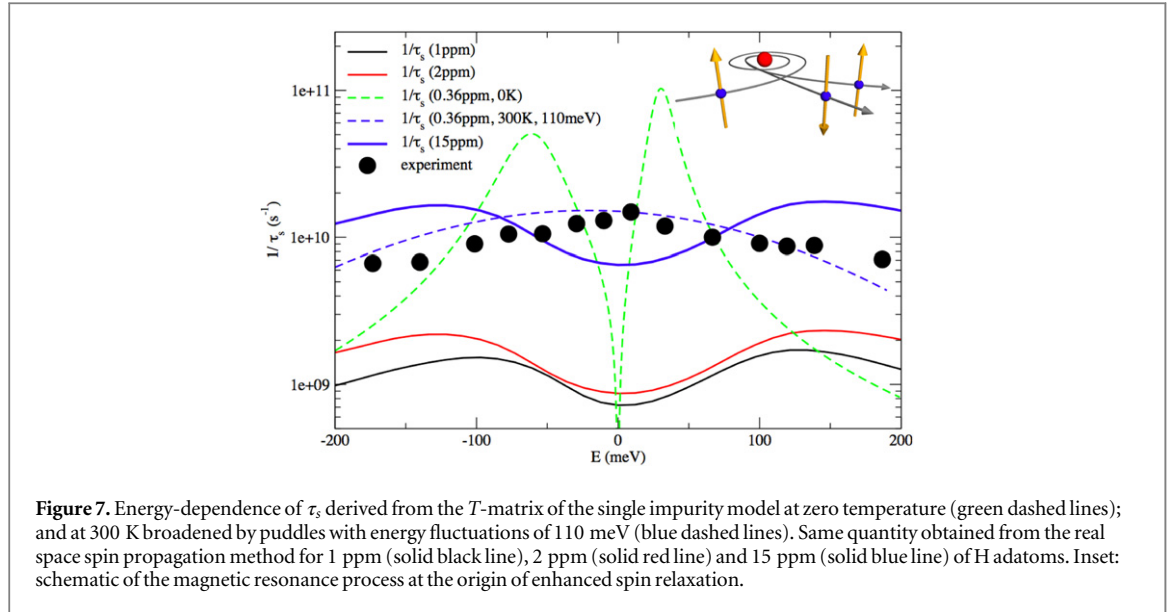 1/τs (1ppm)
1/τs (2ppm)
1/τs (0.36ppm, 0K)
1/τs (0.36ppm, 300K, 110meV)
1/τs (15ppm)
experiment
1/τs (s⁻¹)
1e+11
1e+10
1e+09
-200 -100 0 100 200
E (meV)
Figure 7. Energy-dependence of τs derived from the T-matrix of the single impurity model at zero temperature (green dashed lines);
and at 300 K broadened by puddles with energy fluctuations of 110 meV (blue dashed lines). Same quantity obtained from the real
space spin propagation method for 1 ppm (solid black line), 2 ppm (solid red line) and 15 ppm (solid blue line) of H adatoms. Inset:
schematic of the magnetic resonance process at the origin of enhanced spin relaxation.